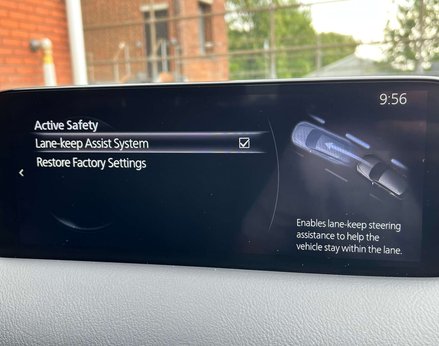 9:56
Active Safety
Lane-keep Assist System
Restore Factory Settings
Enables lane-keep steering
assistance to help the
vehicle stay within the lane.